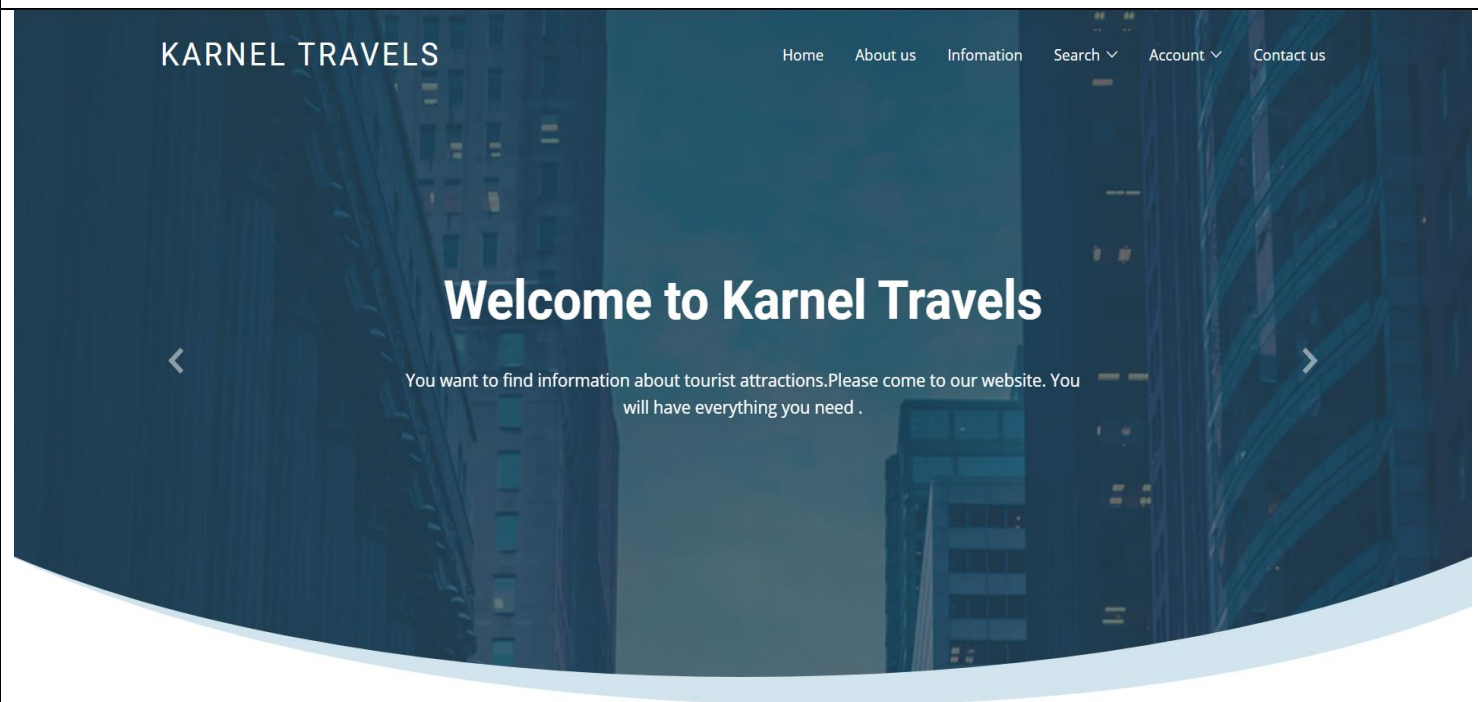 KARNEL TRAVELS
Home About us Infomation Search Account Contact us
Welcome to Karnel Travels
You want to find information about tourist attractions.Please come to our website. You
will have everything you need .